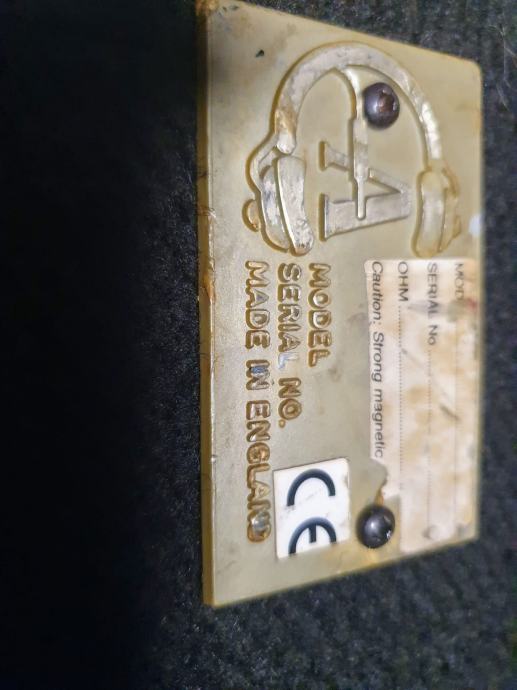 A
MOD
SERIAL No ..................
OHM ..................
Caution: Strong magnetic
MODEL
SERIAL NO.
MADE IN ENGLAND
CE